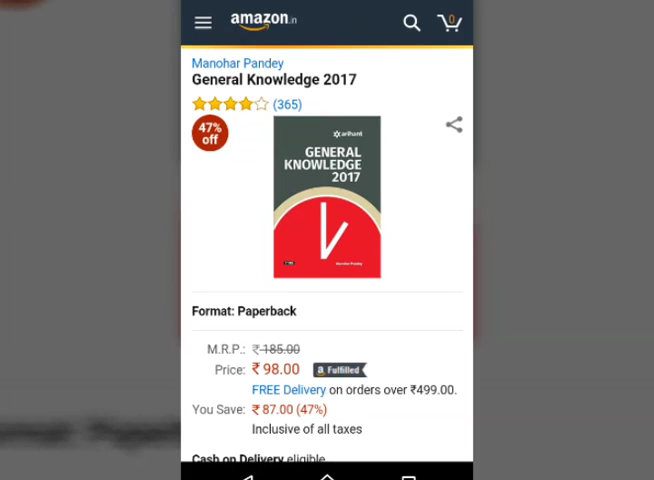 amazon.in
0
Manohar Pandey
General Knowledge 2017
(365)
47%
off
arihant
GENERAL
KNOWLEDGE
2017
Manohar Pandey
Format: Paperback
M.R.P.: ₹ 185.00
Price: ₹ 98.00 a Fulfilled
FREE Delivery on orders over ₹499.00.
You Save: ₹ 87.00 (47%)
Inclusive of all taxes
Cash on Delivery eligible